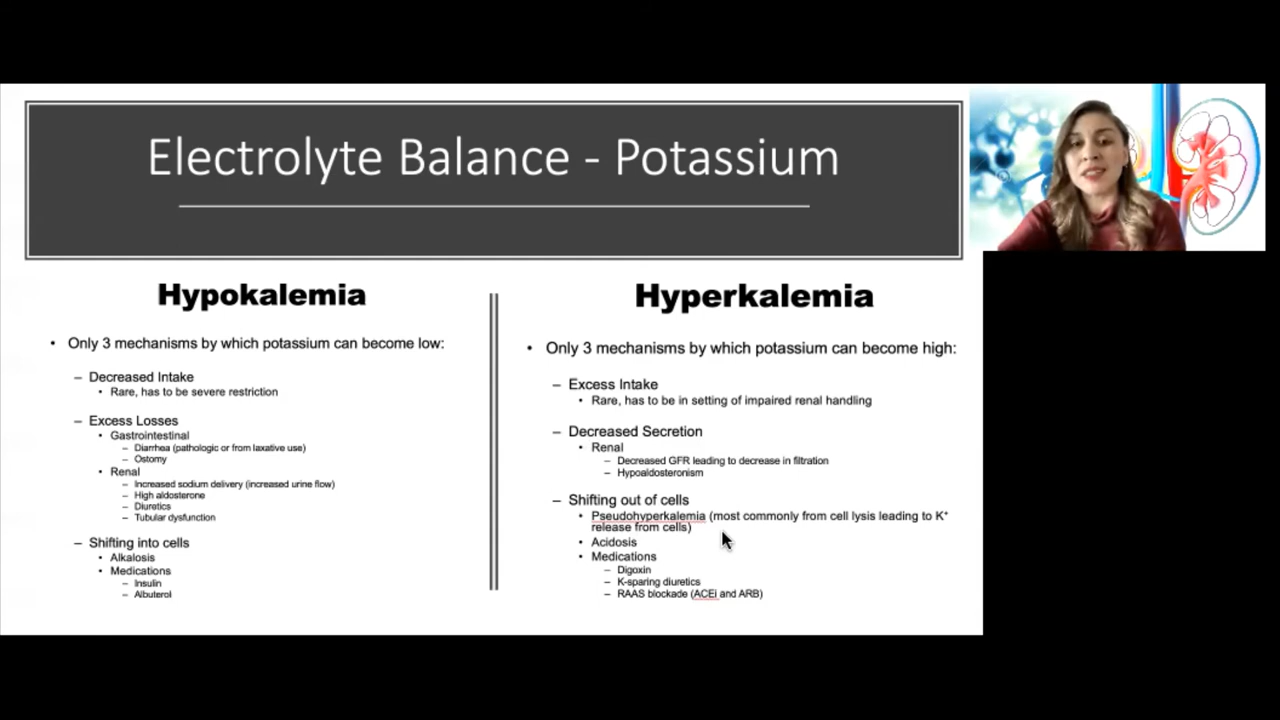 Electrolyte Balance - Potassium
Hypokalemia
• Only 3 mechanisms by which potassium can become low:
– Decreased Intake
• Rare, has to be severe restriction
– Excess Losses
• Gastrointestinal
– Diarrhea (pathologic or from laxative use)
– Ostomy
• Renal
– Increased sodium delivery (increased urine flow)
– High aldosterone
– Diuretics
– Tubular dysfunction
– Shifting into cells
• Alkalosis
• Medications
– Insulin
– Albuterol
Hyperkalemia
• Only 3 mechanisms by which potassium can become high:
– Excess Intake
• Rare, has to be in setting of impaired renal handling
– Decreased Secretion
• Renal
– Decreased GFR leading to decrease in filtration
– Hypoaldosteronism
– Shifting out of cells
• Pseudohyperkalemia (most commonly from cell lysis leading to K⁺
release from cells)
• Acidosis
• Medications
– Digoxin
– K-sparing diuretics
– RAAS blockade (ACEi and ARB)